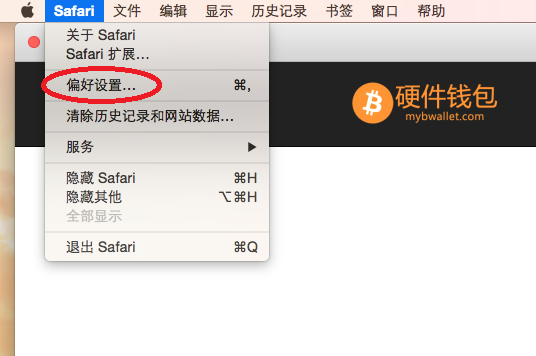 Safari 文件 编辑 显示 历史记录 书签 窗口 帮助
关于 Safari
Safari 扩展…
偏好设置… ⌘,
清除历史记录和网站数据…
服务 ▶
隐藏 Safari ⌘H
隐藏其他 ⌥⌘H
全部显示
退出 Safari ⌘Q
硬件钱包
mybwallet.com